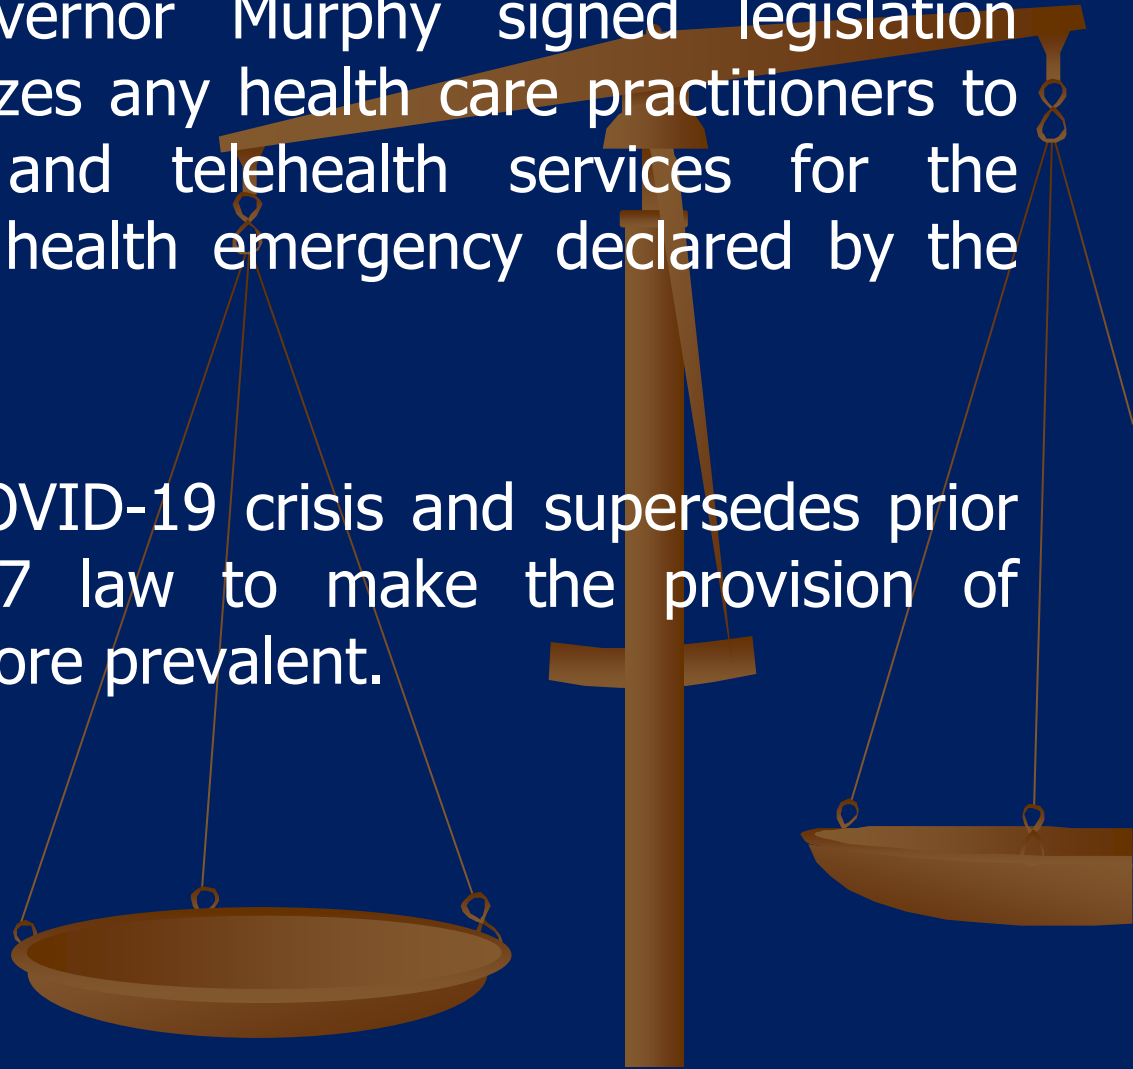 vernor Murphy signed legislation
zes any health care practitioners to
and telehealth services for the
health emergency declared by the
OVID-19 crisis and supersedes prior
7 law to make the provision of
ore prevalent.